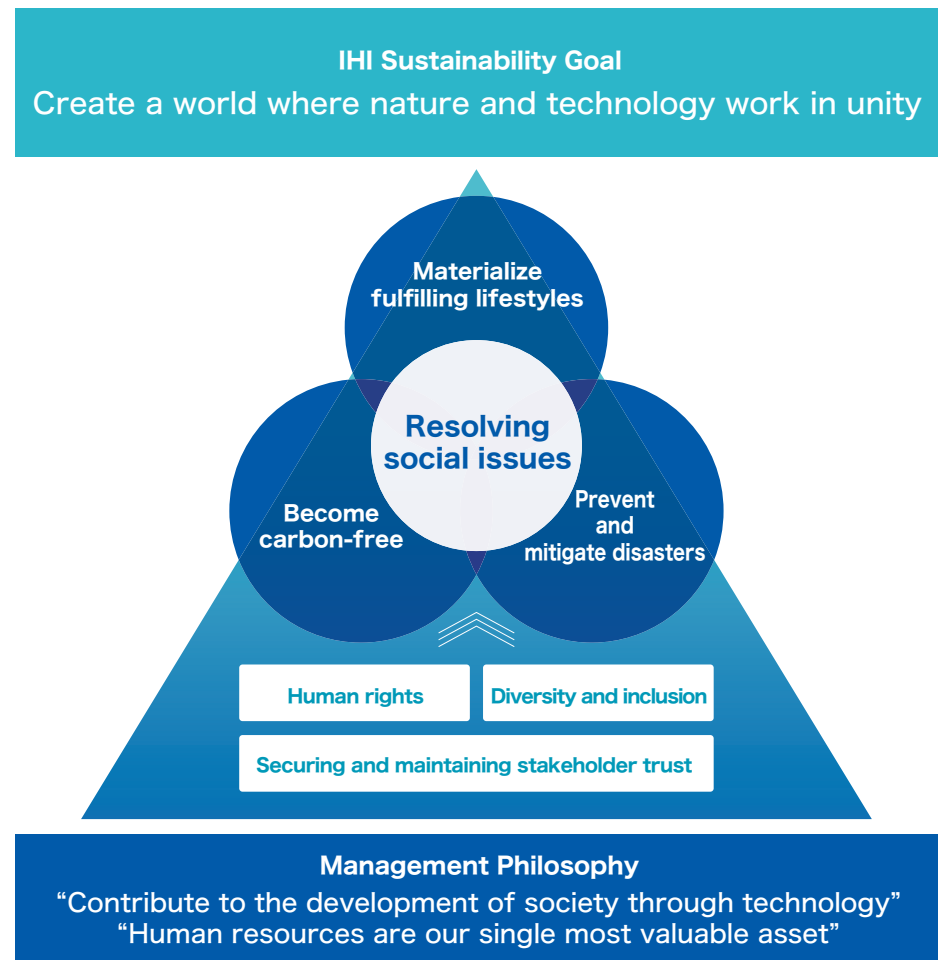 IHI Sustainability Goal
Create a world where nature and technology work in unity
Materialize
fulfilling lifestyles
Resolving
social issues
Become
carbon-free
Prevent
and
mitigate disasters
Human rights
Diversity and inclusion
Securing and maintaining stakeholder trust
Management Philosophy
“Contribute to the development of society through technology”
“Human resources are our single most valuable asset”